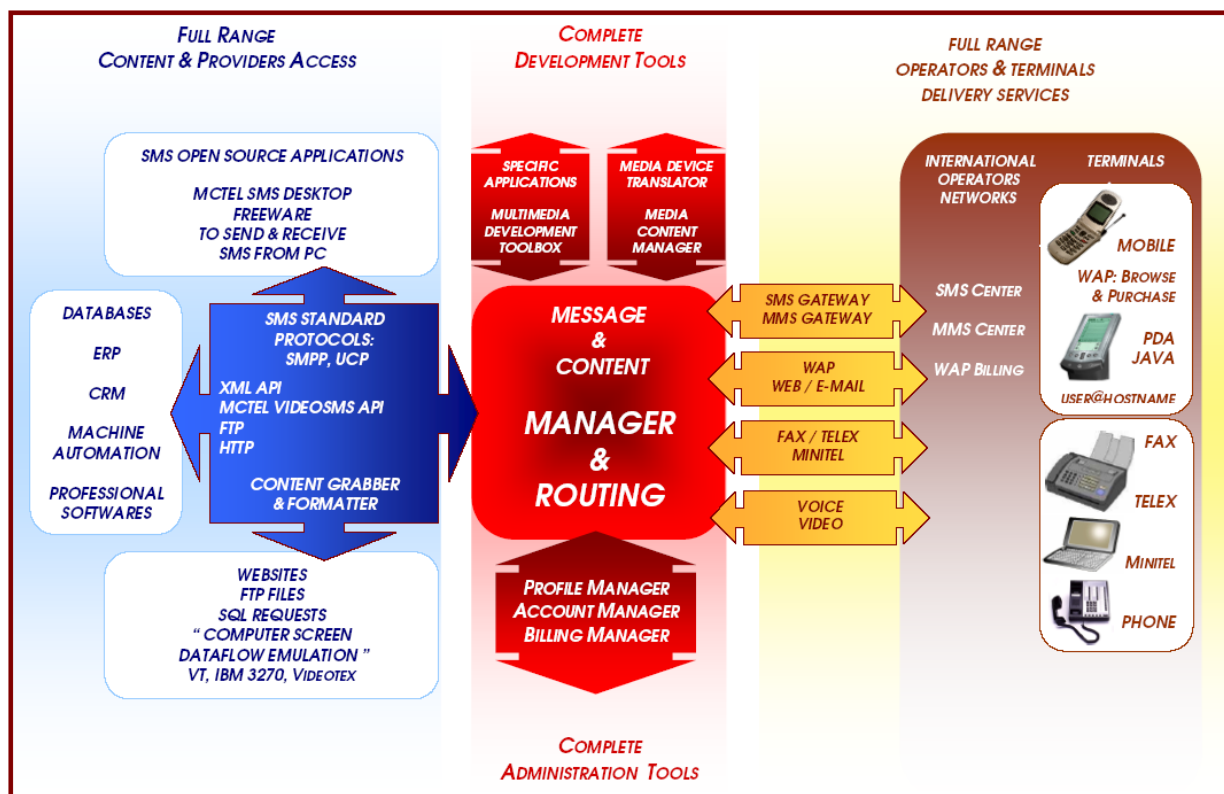 FULL RANGE
CONTENT & PROVIDERS ACCESS
COMPLETE
DEVELOPMENT TOOLS
FULL RANGE
OPERATORS & TERMINALS
DELIVERY SERVICES
SMS OPEN SOURCE APPLICATIONS
MCTEL SMS DESKTOP
FREEWARE
TO SEND & RECEIVE
SMS FROM PC
DATABASES
ERP
CRM
MACHINE
AUTOMATION
PROFESSIONAL
SOFTWARES
SMS STANDARD
PROTOCOLS:
SMPP, UCP
XML API
MCTEL VIDEOSMS API
FTP
HTTP
CONTENT GRABBER
& FORMATTER
WEBSITES
FTP FILES
SQL REQUESTS
“ COMPUTER SCREEN
DATAFLOW EMULATION ”
VT, IBM 3270, VIDEOTEX
SPECIFIC
APPLICATIONS
MULTIMEDIA
DEVELOPMENT
TOOLBOX
MEDIA DEVICE
TRANSLATOR
MEDIA
CONTENT
MANAGER
MESSAGE
&
CONTENT
MANAGER
&
ROUTING
PROFILE MANAGER
ACCOUNT MANAGER
BILLING MANAGER
COMPLETE
ADMINISTRATION TOOLS
SMS GATEWAY
MMS GATEWAY
WAP
WEB / E-MAIL
FAX / TELEX
MINITEL
VOICE
VIDEO
INTERNATIONAL
OPERATORS
NETWORKS
SMS CENTER
MMS CENTER
WAP BILLING
TERMINALS
MOBILE
WAP: BROWSE
& PURCHASE
PDA
JAVA
USER@HOSTNAME
FAX
TELEX
MINITEL
PHONE